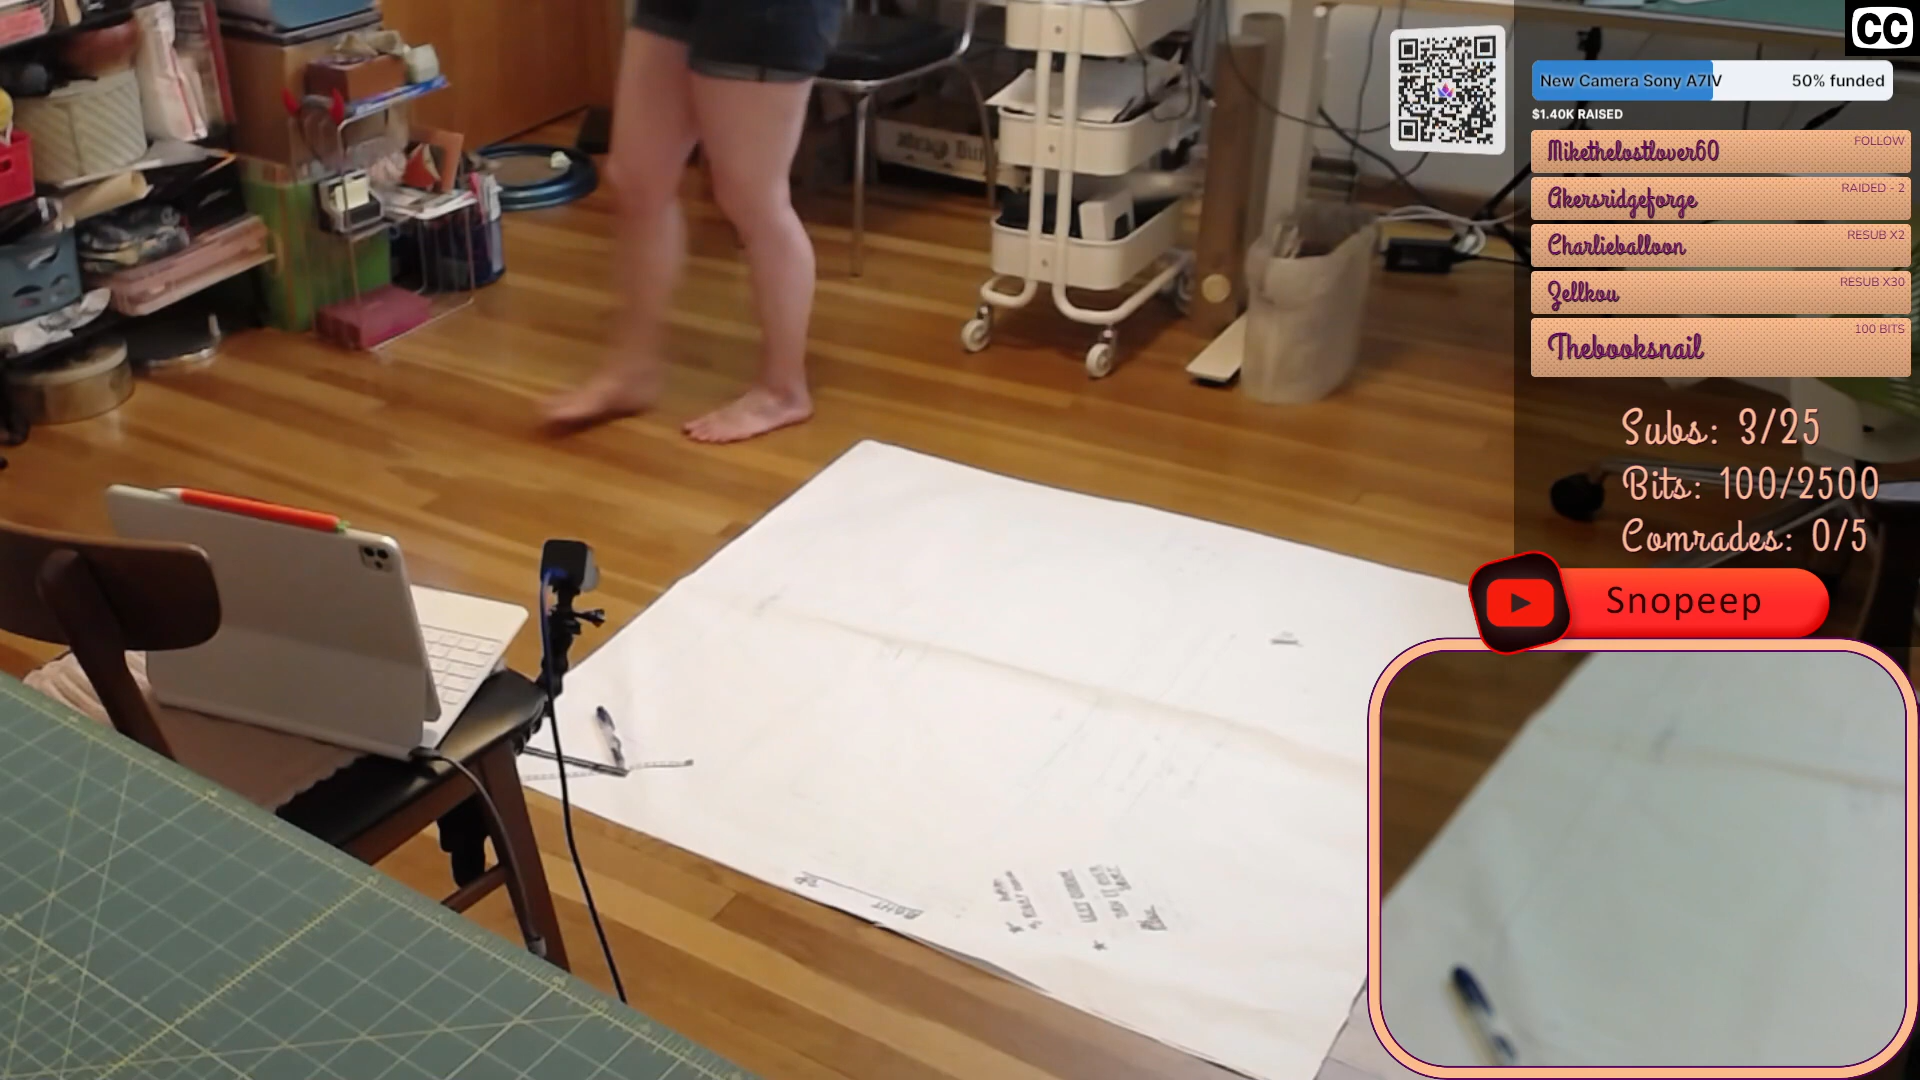 CC
New Camera Sony A7IV 50% funded
$1.40K RAISED
Mikethelostlover60 FOLLOW
Akersridgeforge RAIDED - 2
Charlieballoon RESUB X2
Zellkou RESUB X30
Thebooksnail 100 BITS
Subs: 3/25
Bits: 100/2500
Comrades: 0/5
Snopeep